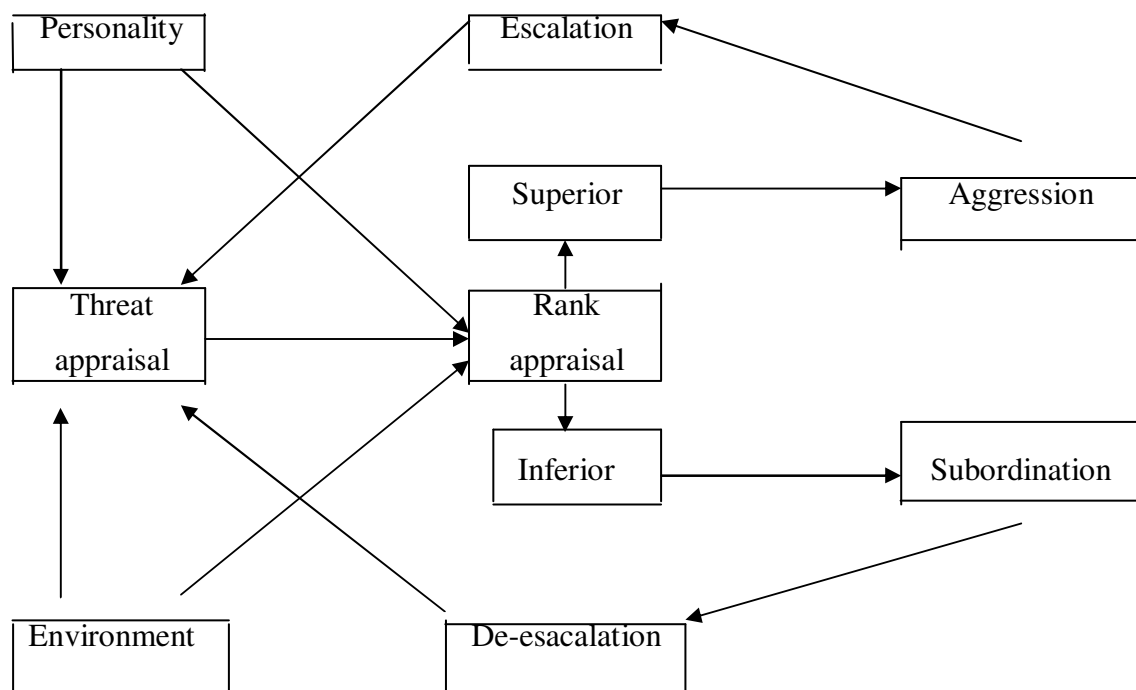 Personality
Escalation
Superior
Aggression
Threat
appraisal
Rank
appraisal
Inferior
Subordination
Environment
De-esacalation